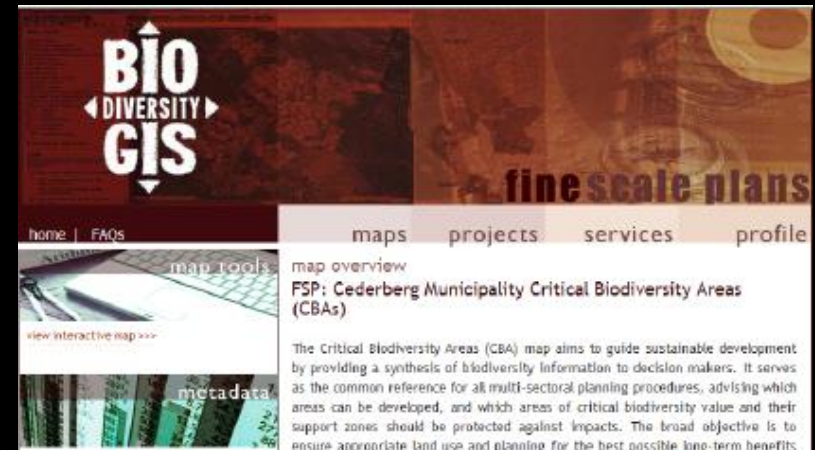 BIO
DIVERSITY
GIS
fine scale plans
home | FAQs
maps projects services profile
map tools
view interactive map >>>
metadata
map overview
FSP: Cederberg Municipality Critical Biodiversity Areas
(CBAs)
The Critical Biodiversity Areas (CBA) map aims to guide sustainable development
by providing a synthesis of biodiversity information to decision makers. It serves
as the common reference for all multi-sectoral planning procedures, advising which
areas can be developed, and which areas of critical biodiversity value and their
support zones should be protected against impacts. The broad objective is to
ensure appropriate land use and planning for the best possible long-term benefits